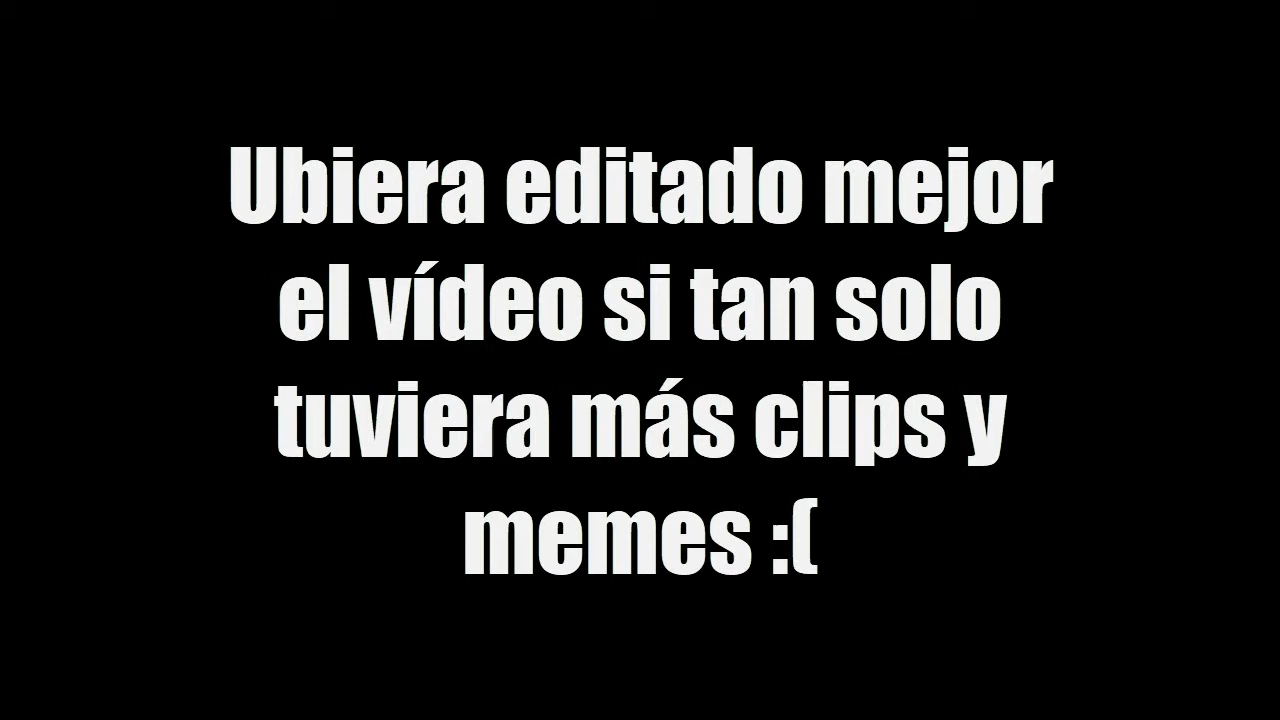 Ubiera editado mejor
el vídeo si tan solo
tuviera más clips y
memes :(